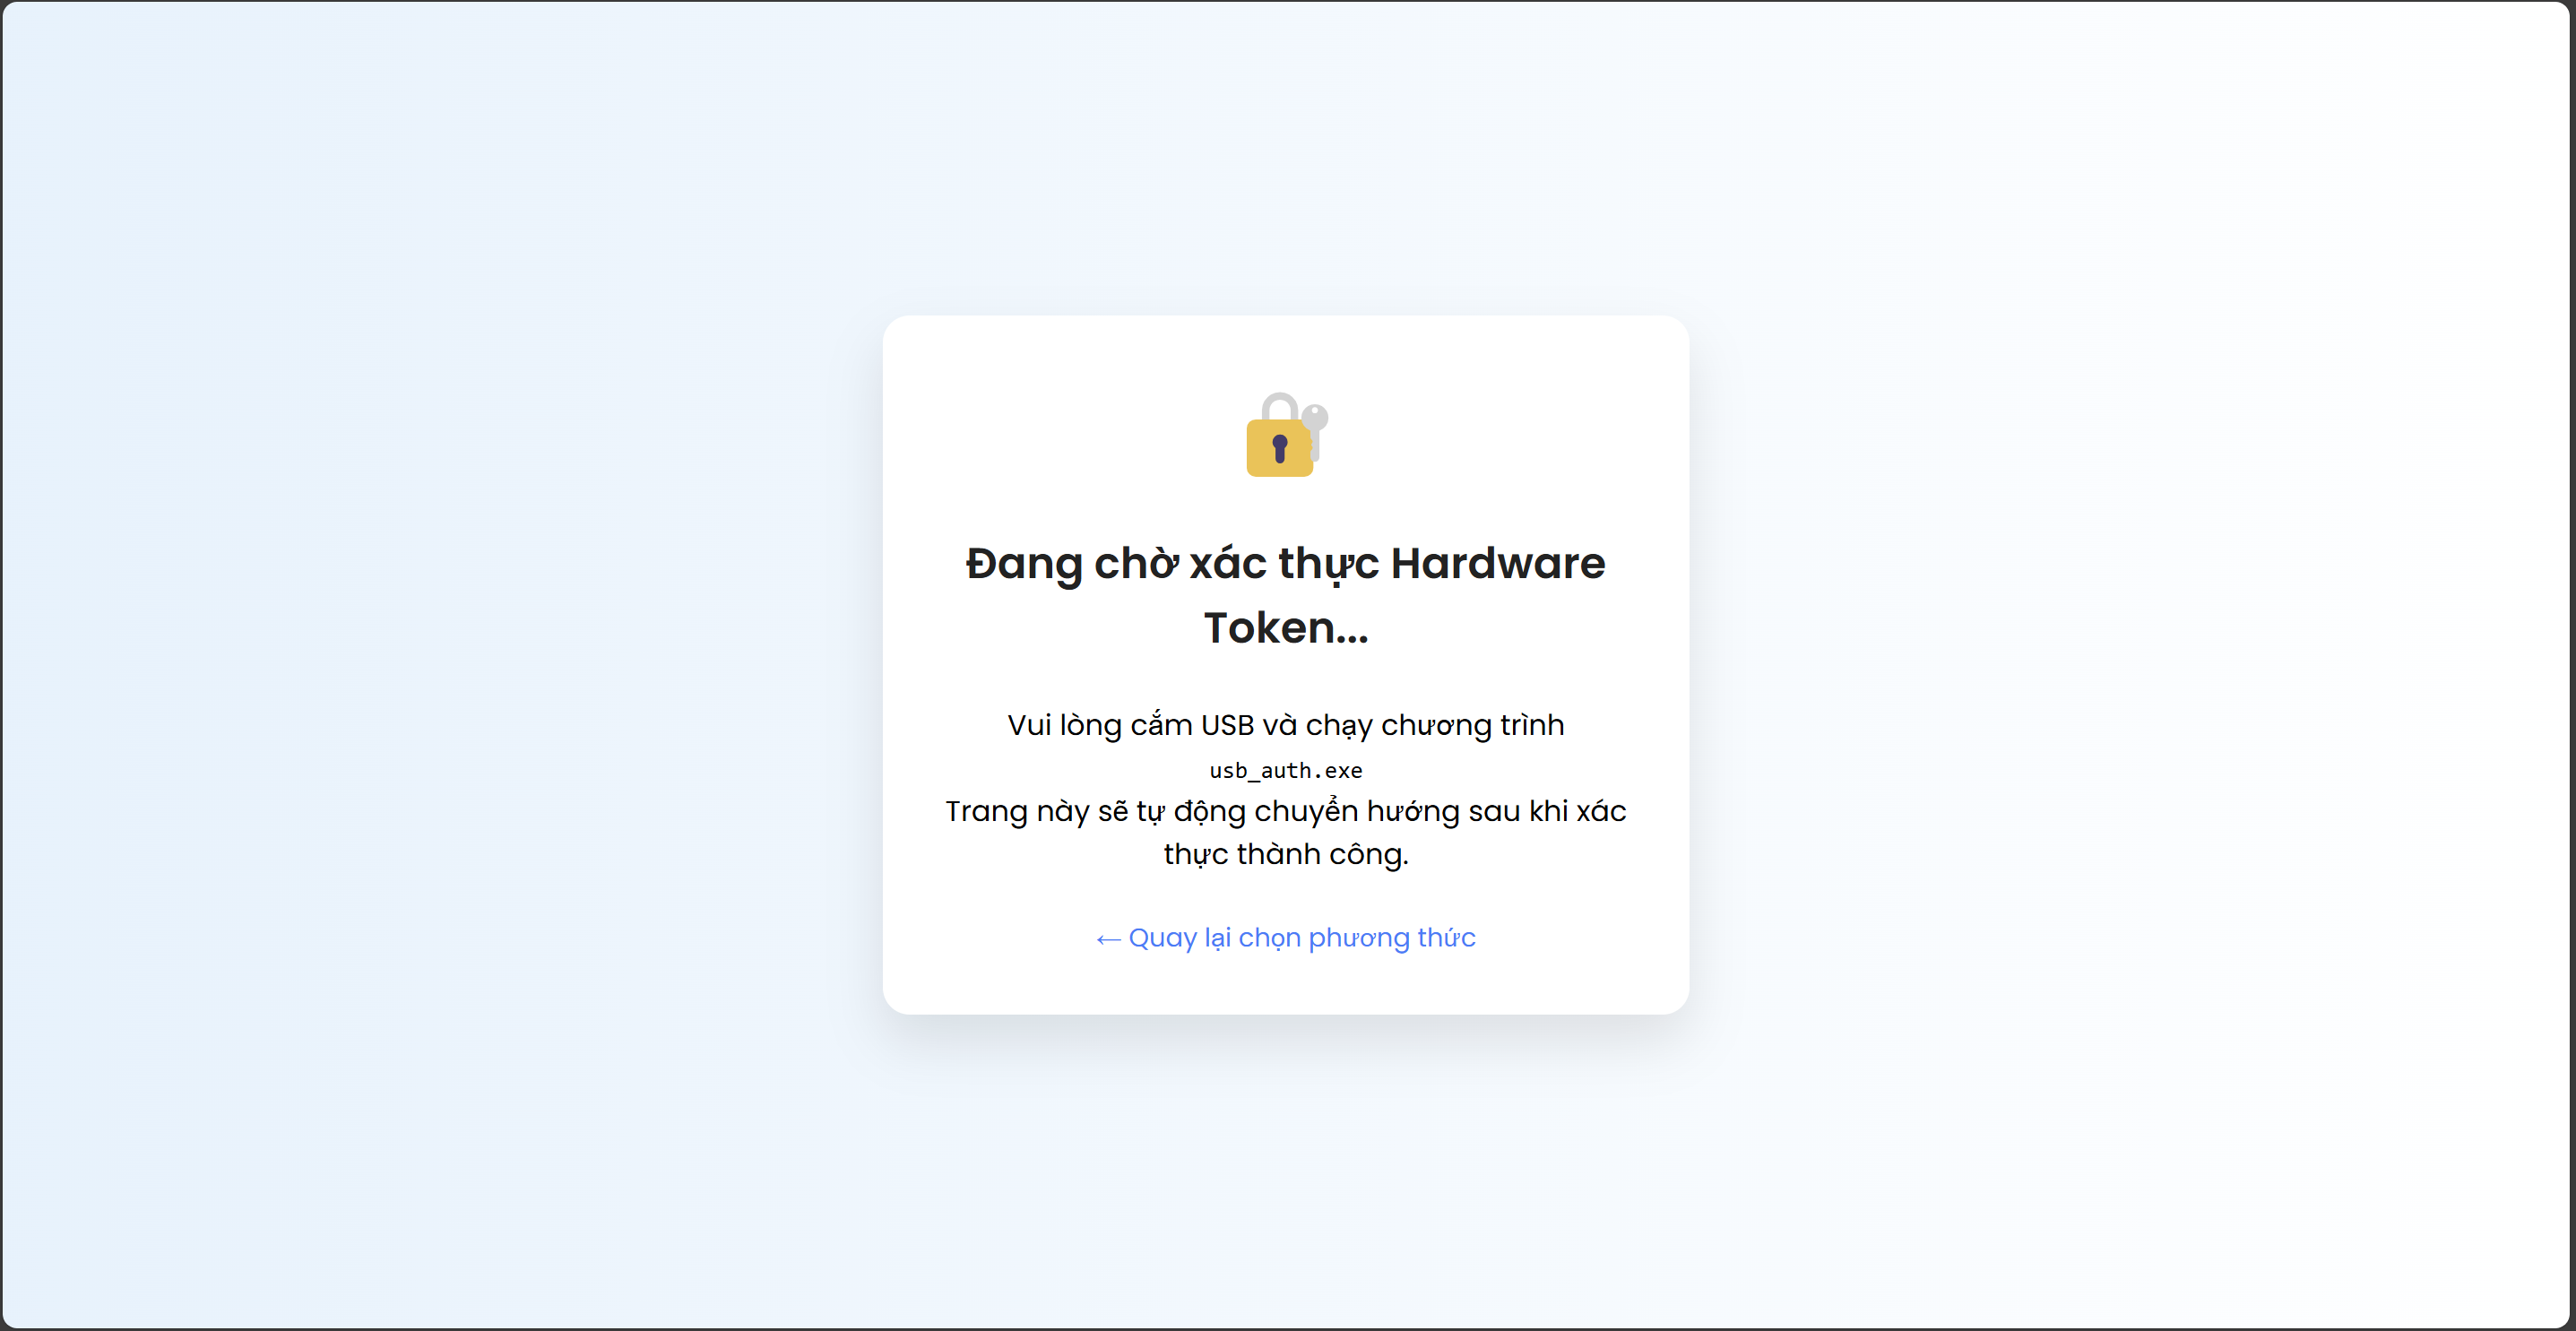 Đang chờ xác thực Hardware
Token...
Vui lòng cắm USB và chạy chương trình
usb_auth.exe
Trang này sẽ tự động chuyển hướng sau khi xác
thực thành công.
← Quay lại chọn phương thức